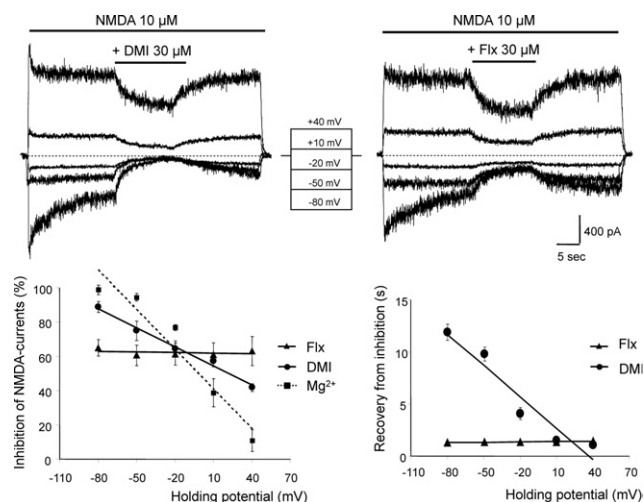 NMDA 10 µM
+ DMI 30 µM
NMDA 10 µM
+ Flx 30 µM
+40 mV
+10 mV
-20 mV
-50 mV
-80 mV
400 pA
5 sec
Inhibition of NMDA-currents (%)
100
80
60
40
20
0
-110 -80 -50 -20 10 40 70
Holding potential (mV)
Flx
DMI
Mg²⁺
Recovery from inhibition (s)
15
10
5
0
-110 -80 -50 -20 10 40 70
Holding potential (mV)
Flx
DMI